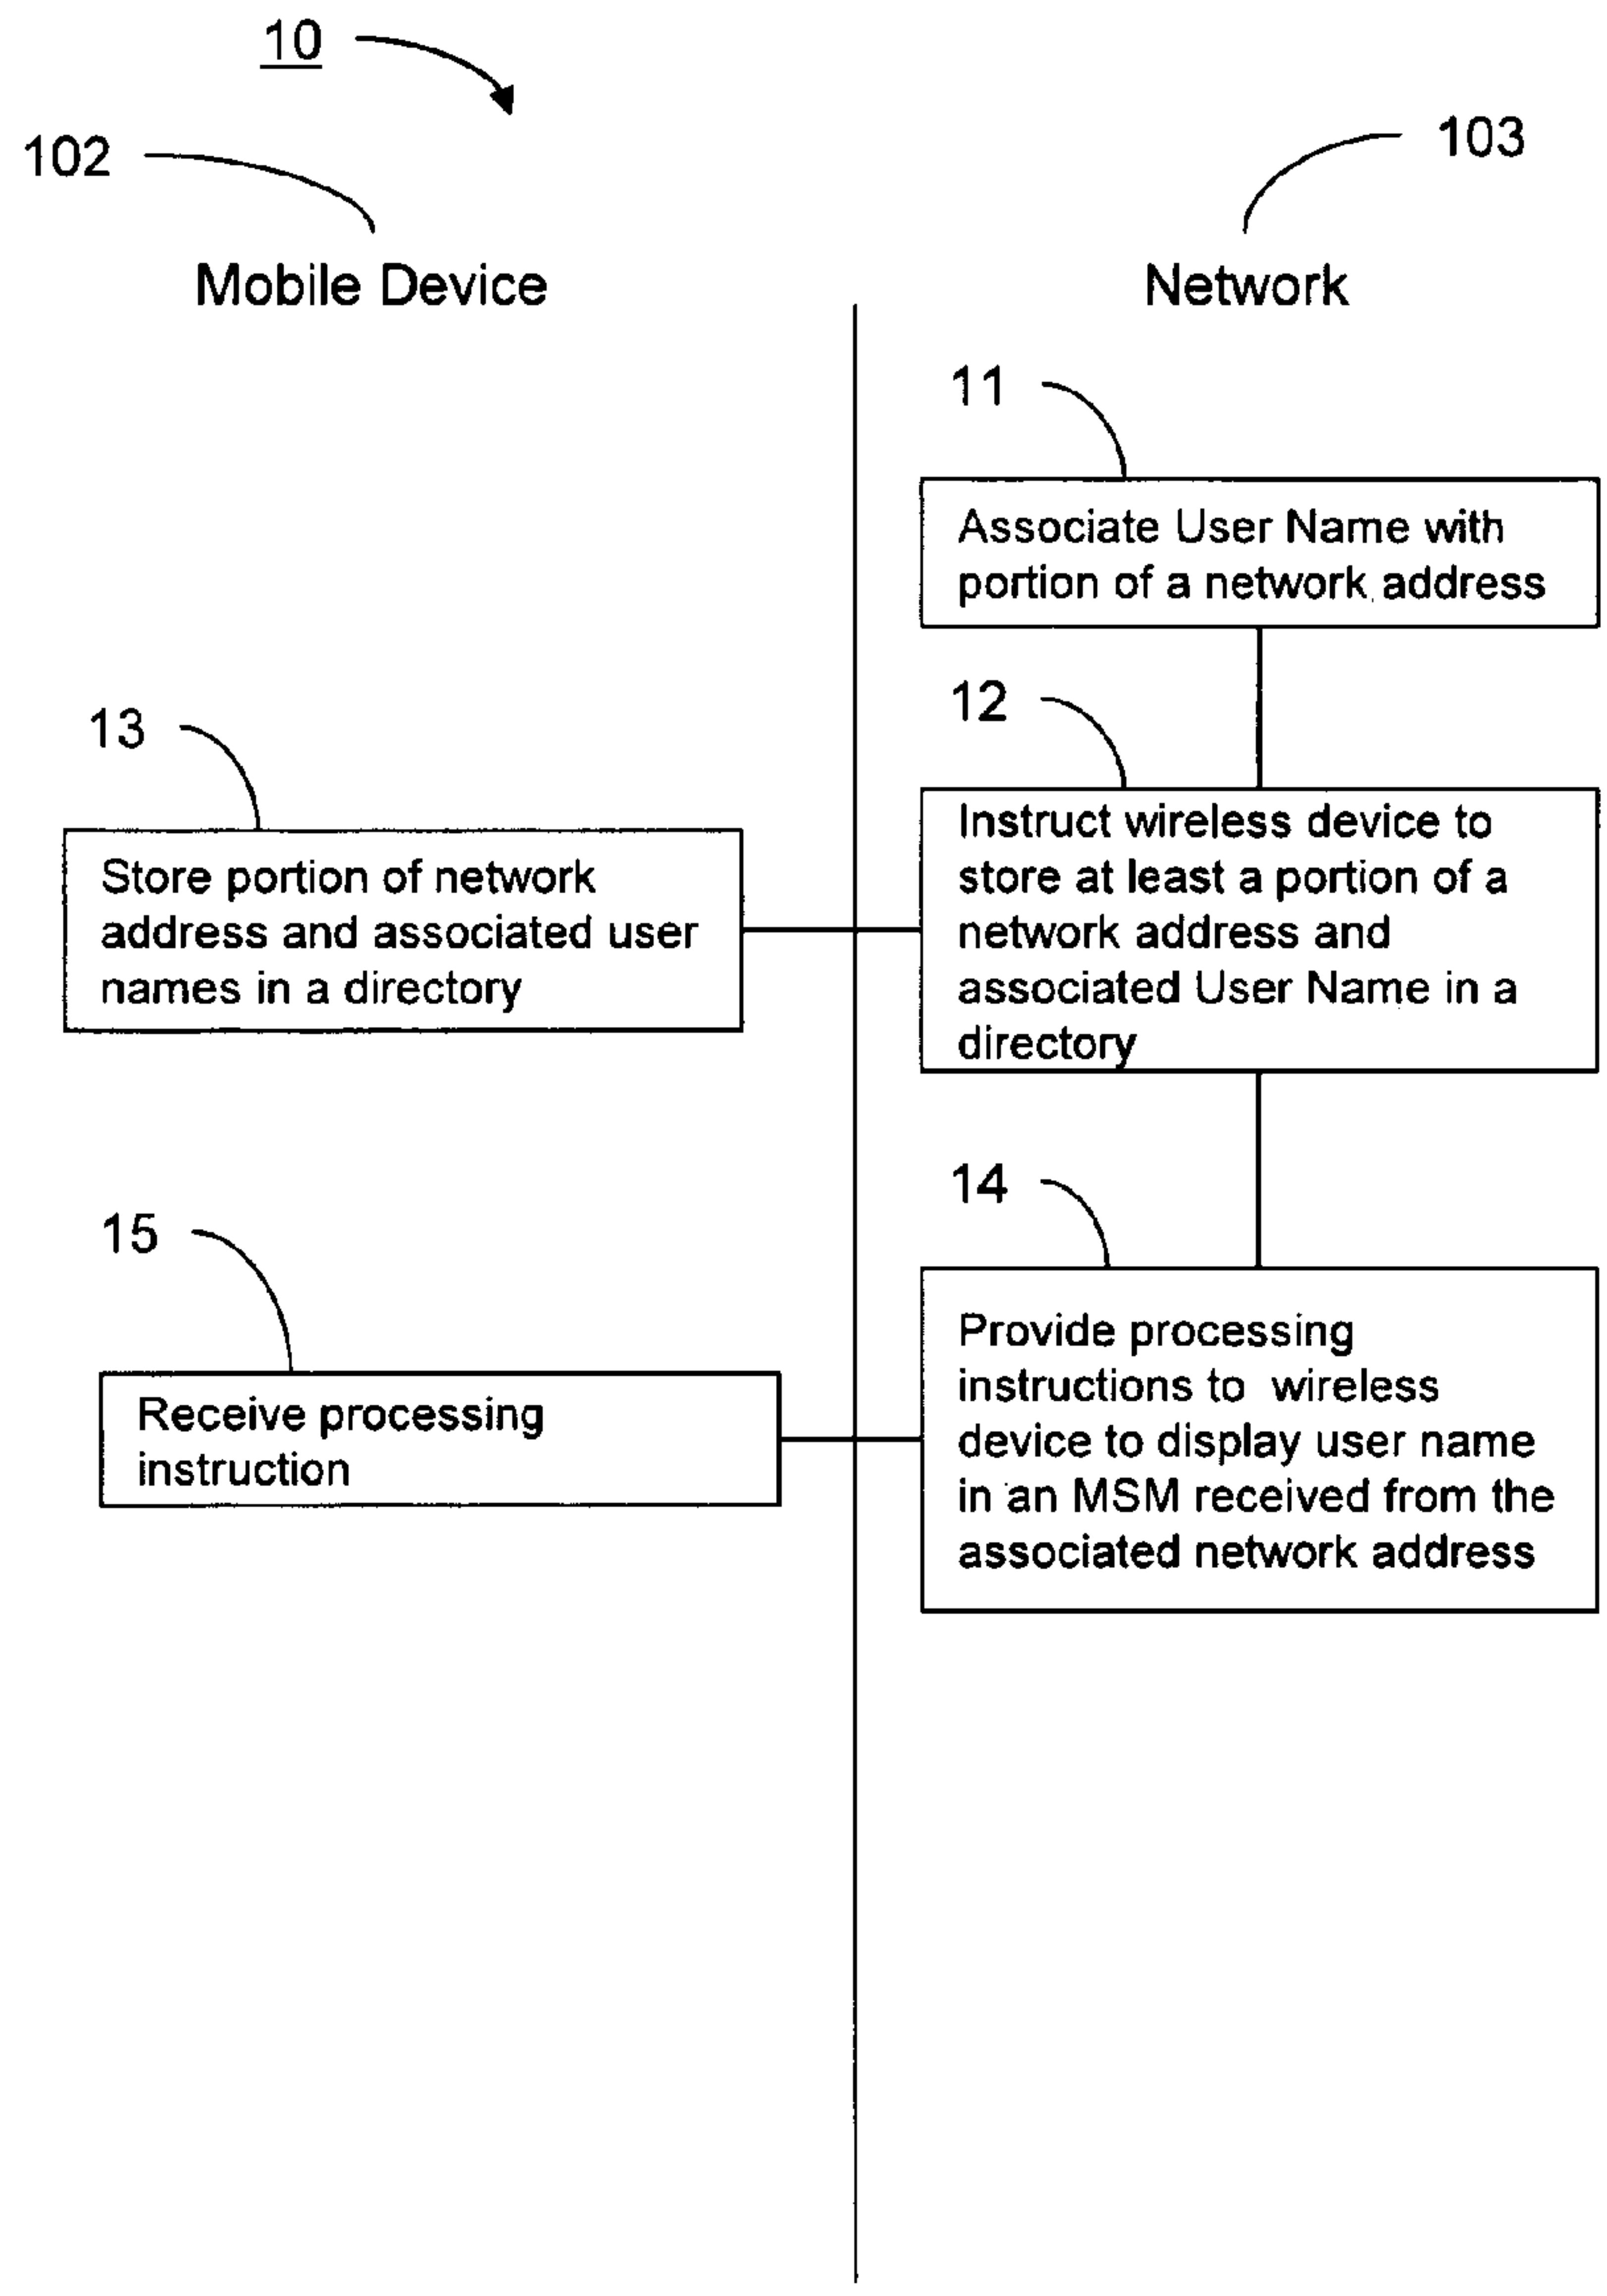 10
102
103
Mobile Device
Network
11
Associate User Name with
portion of a network address
12
Instruct wireless device to
store at least a portion of a
network address and
associated User Name in a
directory
13
Store portion of network
address and associated user
names in a directory
14
Provide processing
instructions to wireless
device to display user name
in an MSM received from the
associated network address
15
Receive processing
instruction